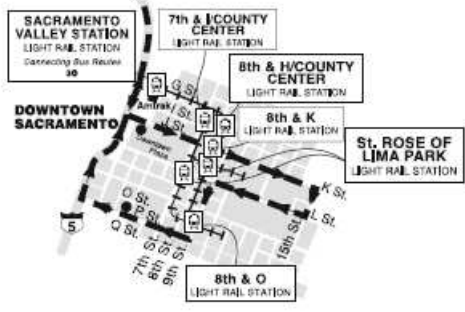 SACRAMENTO
VALLEY STATION
LIGHT RAIL STATION
Connecting Bus Routes
30
7th & I/COUNTY
CENTER
LIGHT RAIL STATION
8th & H/COUNTY
CENTER
LIGHT RAIL STATION
8th & K
LIGHT RAIL STATION
St. ROSE OF
LIMA PARK
LIGHT RAIL STATION
DOWNTOWN
SACRAMENTO
Amtrak
G St.
I St.
J St.
Downtown
Plaza
K St.
L St.
15th St.
O St.
P St.
Q St.
7th St.
8th St.
9th St.
5
8th & O
LIGHT RAIL STATION